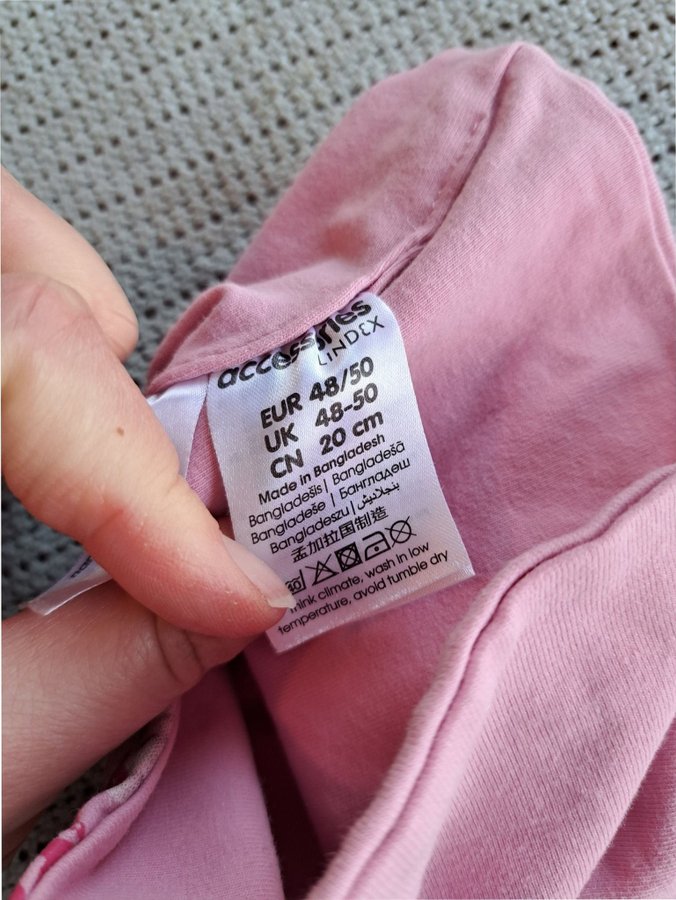 accessories
LINDEX
EUR 48/50
UK 48-50
CN 20 cm
Made in Bangladesh
Bangladešis | Bangladešā
Bangladeše | Бангладеш
Bangladeszu | بنجلاديش
孟加拉国制造
think climate, wash in low
temperature, avoid tumble dry